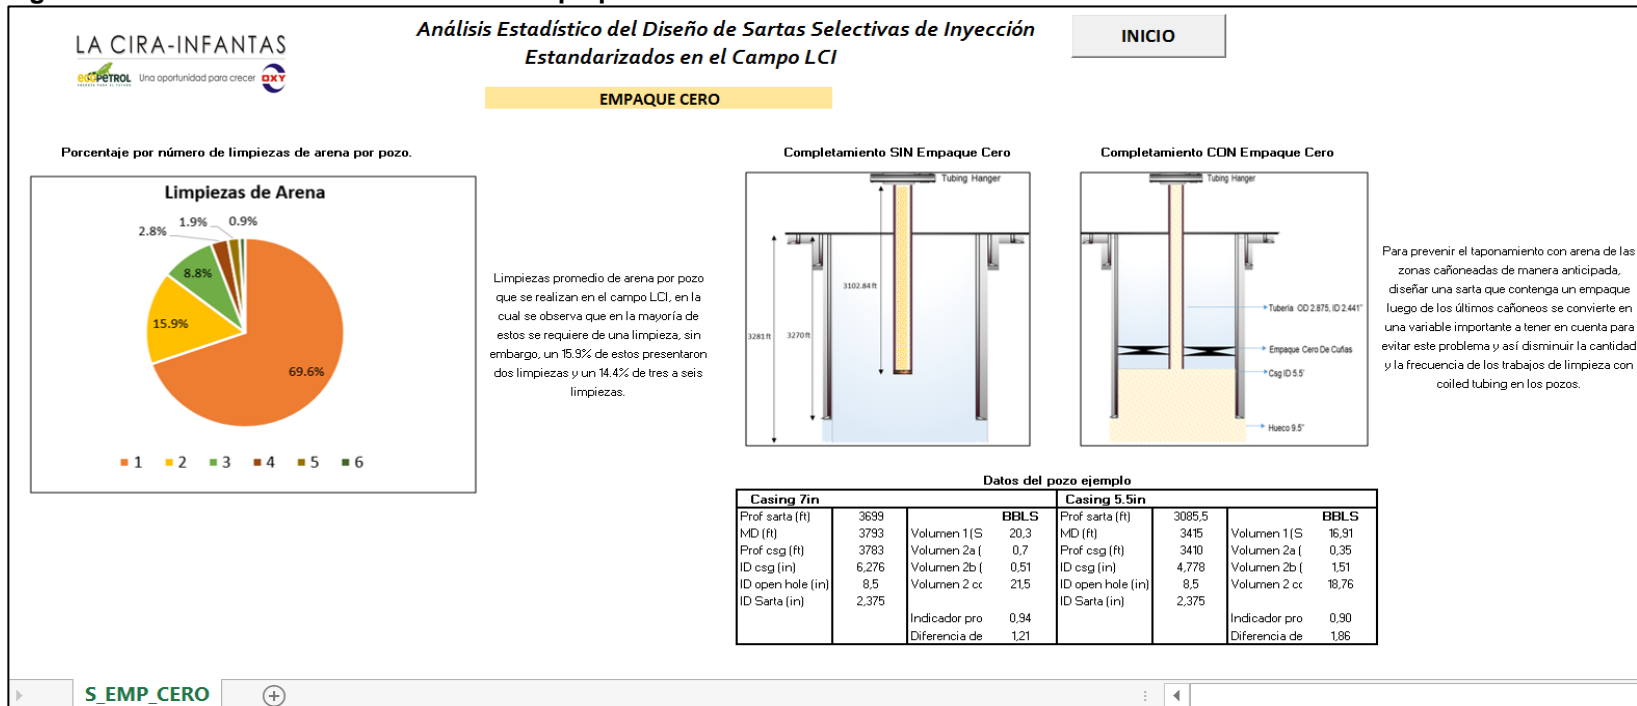 LA CIRA-INFANTAS
ECOPETROL Una oportunidad para crecer OXY
Análisis Estadístico del Diseño de Sartas Selectivas de Inyección
Estandarizados en el Campo LCI
INICIO
EMPAQUE CERO
Porcentaje por número de limpiezas de arena por pozo.
Limpiezas de Arena
0.9%
1.9%
2.8%
8.8%
15.9%
69.6%
1 2 3 4 5 6
Limpiezas promedio de arena por pozo
que se realizan en el campo LCI, en la
cual se observa que en la mayoría de
estos se requiere de una limpieza, sin
embargo, un 15.9% de estos presentaron
dos limpiezas y un 14.4% de tres a seis
limpiezas.
Completamiento SIN Empaque Cero
Tubing Hanger
3102.84 ft
3281 ft
3270 ft
Completamiento CON Empaque Cero
Tubing Hanger
Tubería OD 2.875, ID 2.441"
Empaque Cero De Cuñas
Csg ID 5.5'
Hueco 9.5"
Para prevenir el taponamiento con arena de las
zonas cañoneadas de manera anticipada,
diseñar una sarta que contenga un empaque
luego de los últimos cañoneos se convierte en
una variable importante a tener en cuenta para
evitar este problema y así disminuir la cantidad
y la frecuencia de los trabajos de limpieza con
coiled tubing en los pozos.
Datos del pozo ejemplo
Casing 7in Casing 5.5in
Prof sarta (ft) 3699 BBLS Prof sarta (ft) 3085,5 BBLS
MD (ft) 3793 Volumen 1 (S 20,3 MD (ft) 3415 Volumen 1 (S 16,91
Prof csg (ft) 3783 Volumen 2a ( 0,7 Prof csg (ft) 3410 Volumen 2a ( 0,35
ID csg (in) 6,276 Volumen 2b ( 0,51 ID csg (in) 4,778 Volumen 2b ( 1,51
ID open hole (in) 8,5 Volumen 2 cc 21,5 ID open hole (in) 8,5 Volumen 2 cc 18,76
ID Sarta (in) 2,375 ID Sarta (in) 2,375
Indicador pro 0,94 Indicador pro 0,90
Diferencia de 1,21 Diferencia de 1,86
S_EMP_CERO